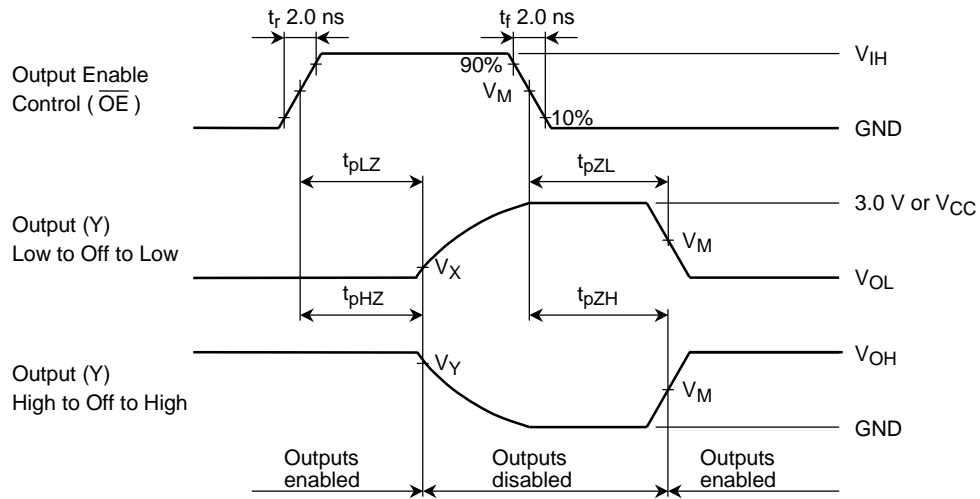 tr 2.0 ns
tf 2.0 ns
Output Enable
Control ( OE )
90%
VM
10%
VIH
GND
tpLZ
tpZL
3.0 V or VCC
Output (Y)
Low to Off to Low
VX
VM
VOL
tpHZ
tpZH
Output (Y)
High to Off to High
VY
VM
VOH
GND
Outputs
enabled
Outputs
disabled
Outputs
enabled